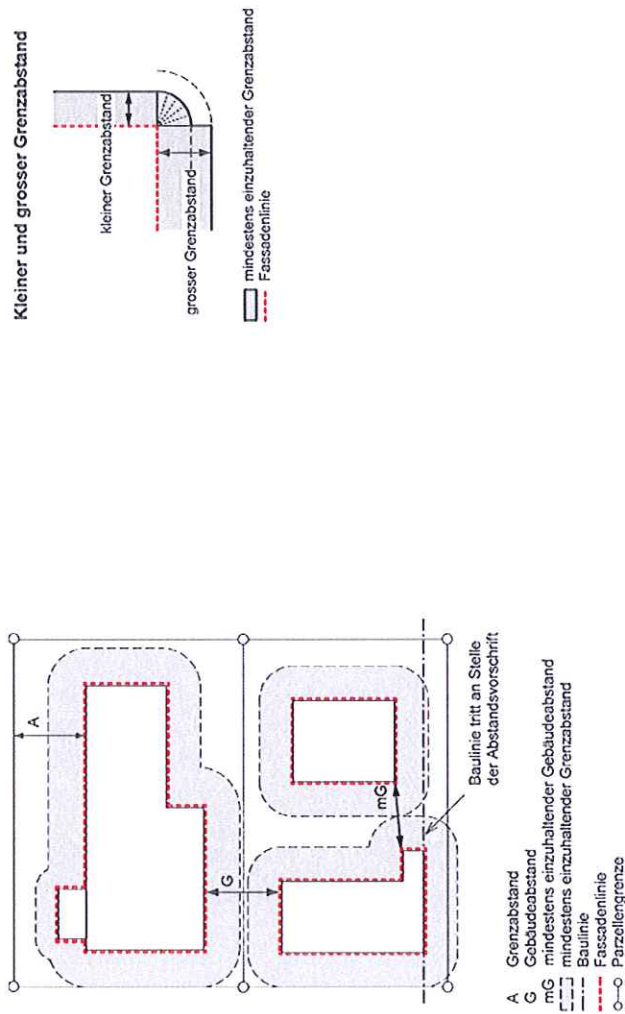 A
G
mG
Baulinie tritt an Stelle
der Abstandsvorschrift
A Grenzabstand
G Gebäudeabstand
mG mindestens einzuhaltender Gebäudeabstand
mindestens einzuhaltender Grenzabstand
Baulinie
Fassadenlinie
Parzellengrenze
Kleiner und grosser Grenzabstand
kleiner Grenzabstand
grosser Grenzabstand
mindestens einzuhaltender Grenzabstand
Fassadenlinie